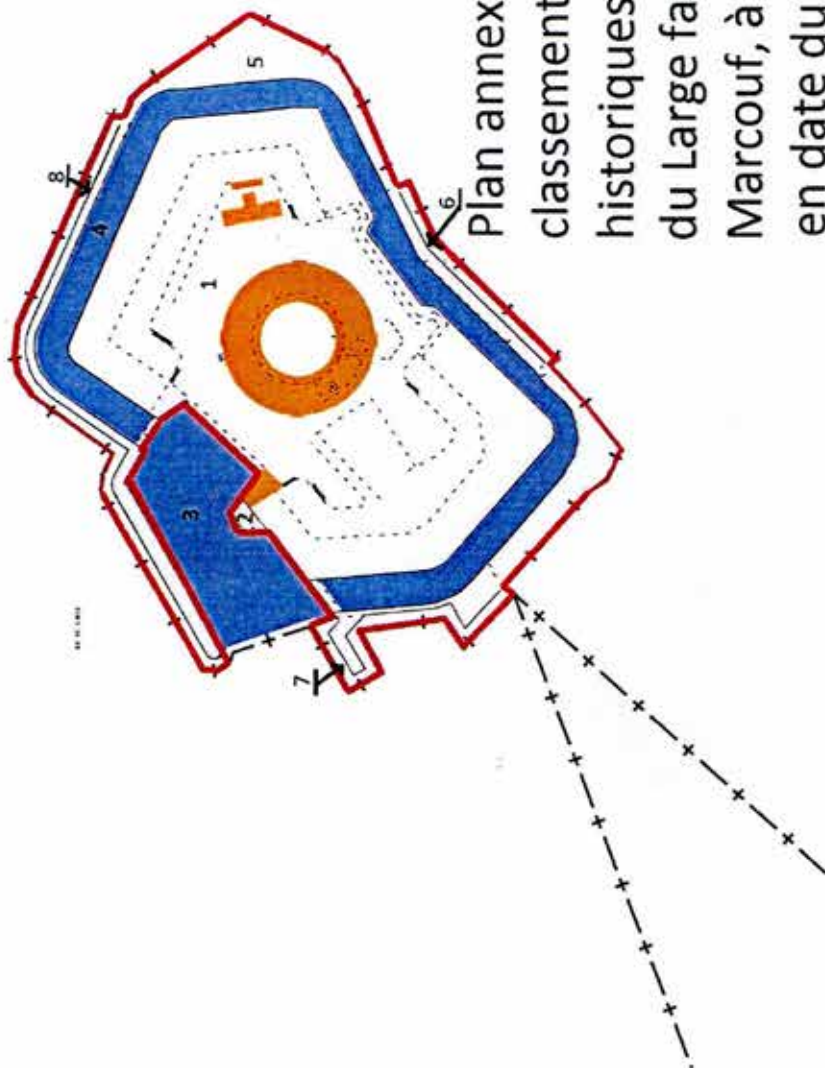 Plan annex
classement
historiques
du Large fa
Marcouf, à
en date du
8
5
4
1
6
3
2
7